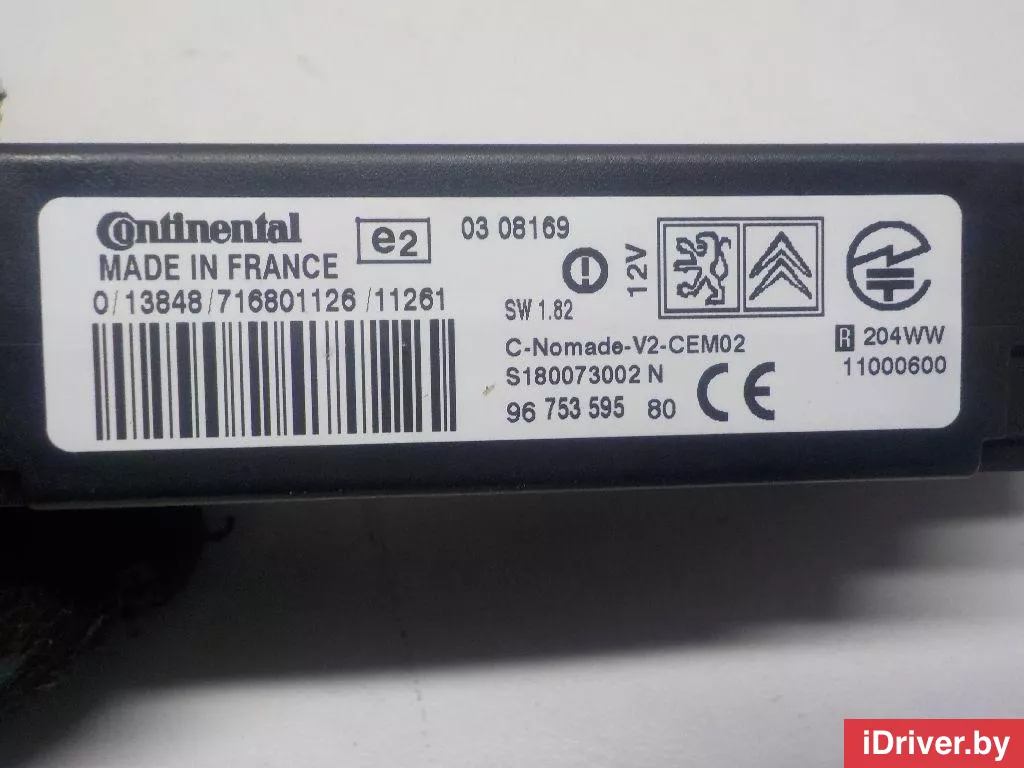 Continental
MADE IN FRANCE
0/13848/716801126/11261
e2
03 08169
SW 1.82
12V
C-Nomade-V2-CEM02
S180073002 N
96 753 595 80
CE
R 204WW
11000600
iDriver.by